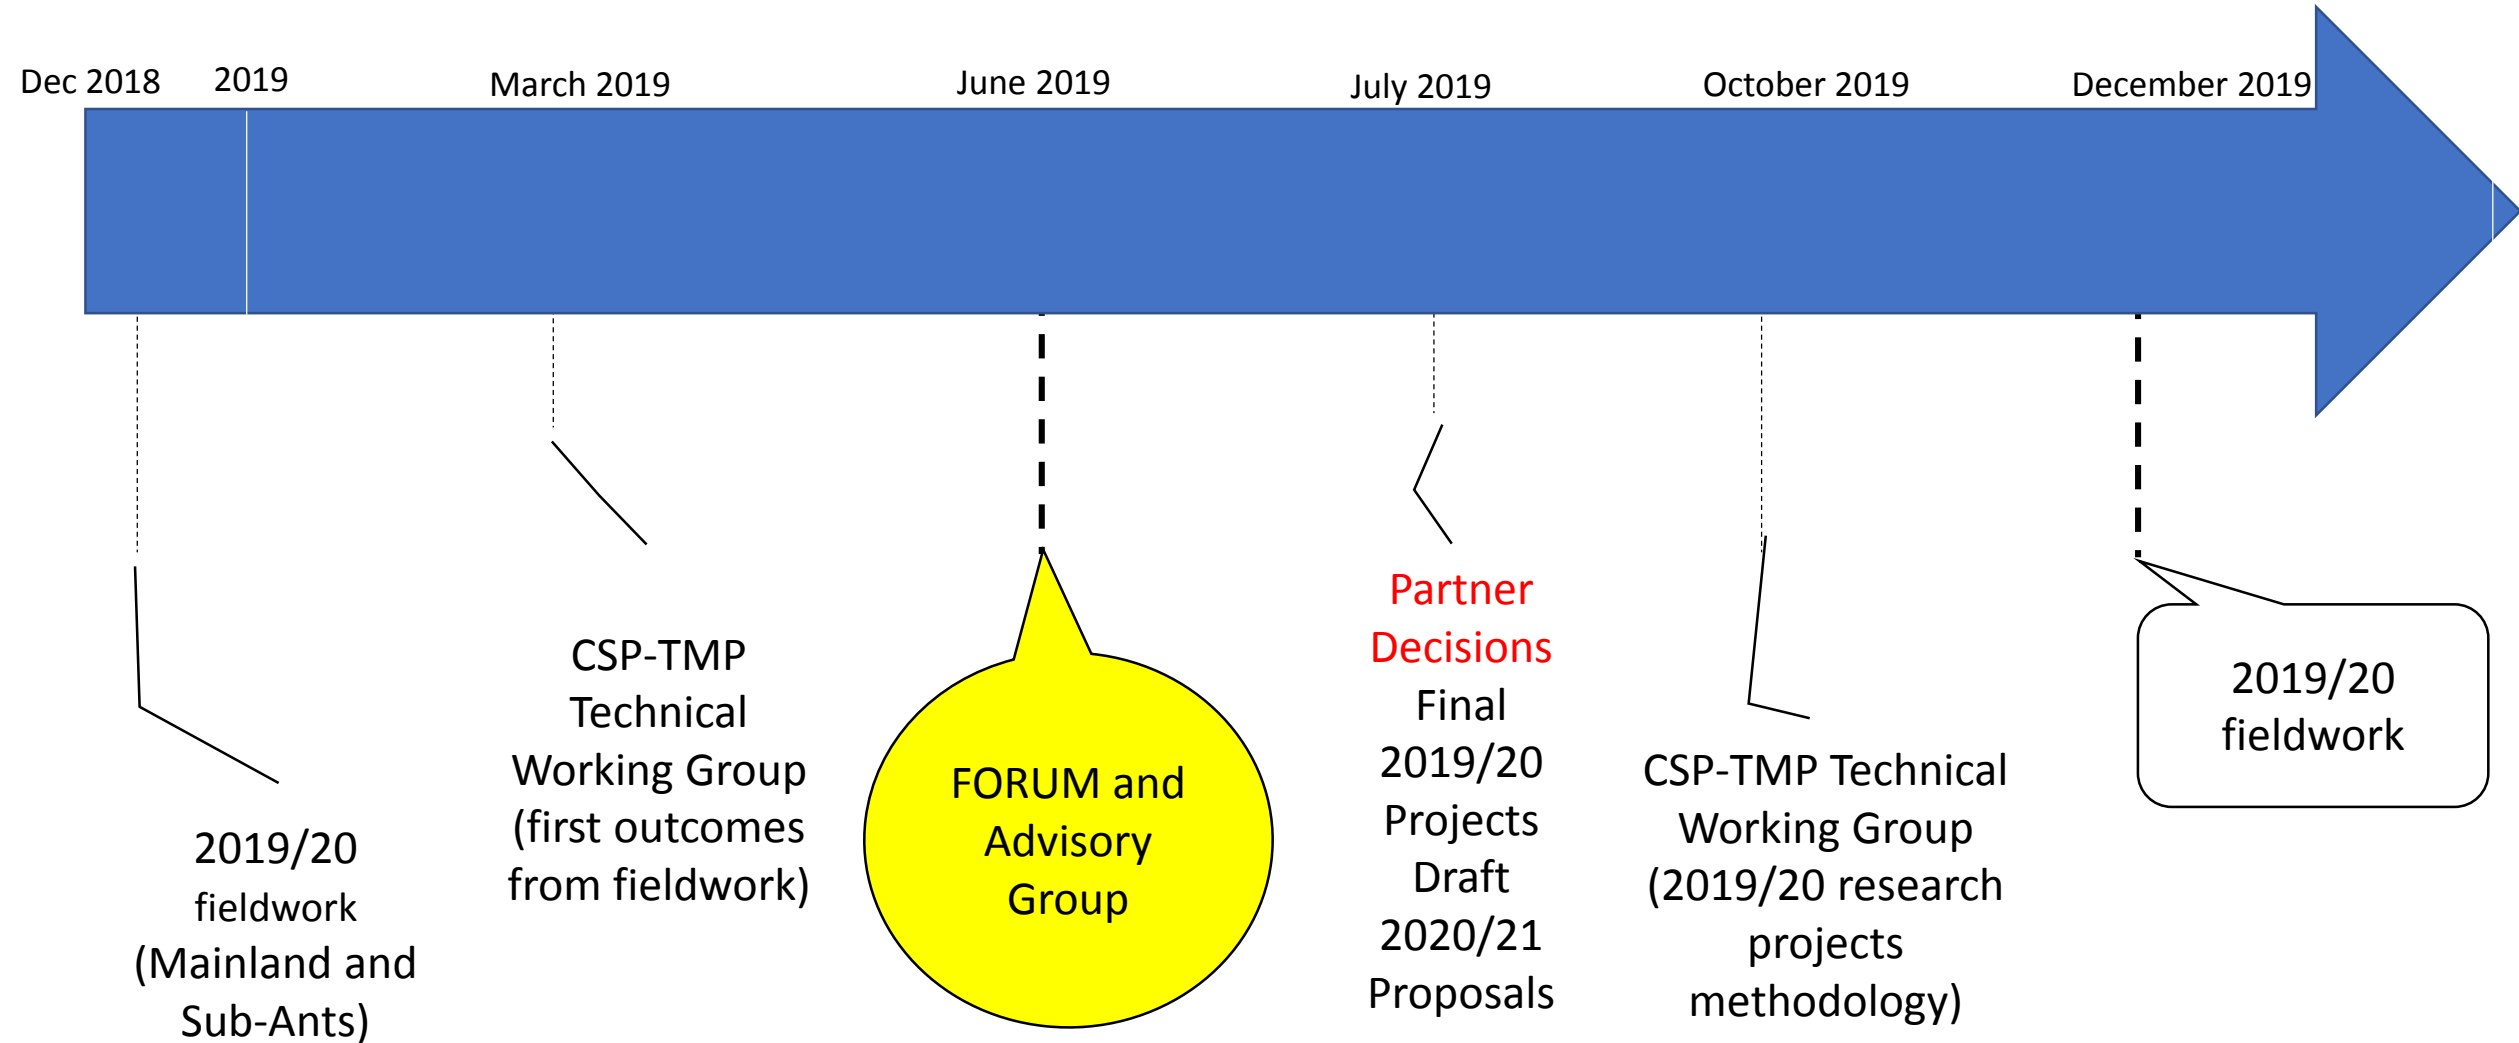 Dec 2018
2019
March 2019
June 2019
July 2019
October 2019
December 2019
2019/20
fieldwork
(Mainland and
Sub-Ants)
CSP-TMP
Technical
Working Group
(first outcomes
from fieldwork)
FORUM and
Advisory
Group
Partner
Decisions
Final
2019/20
Projects
Draft
2020/21
Proposals
CSP-TMP Technical
Working Group
(2019/20 research
projects
methodology)
2019/20
fieldwork